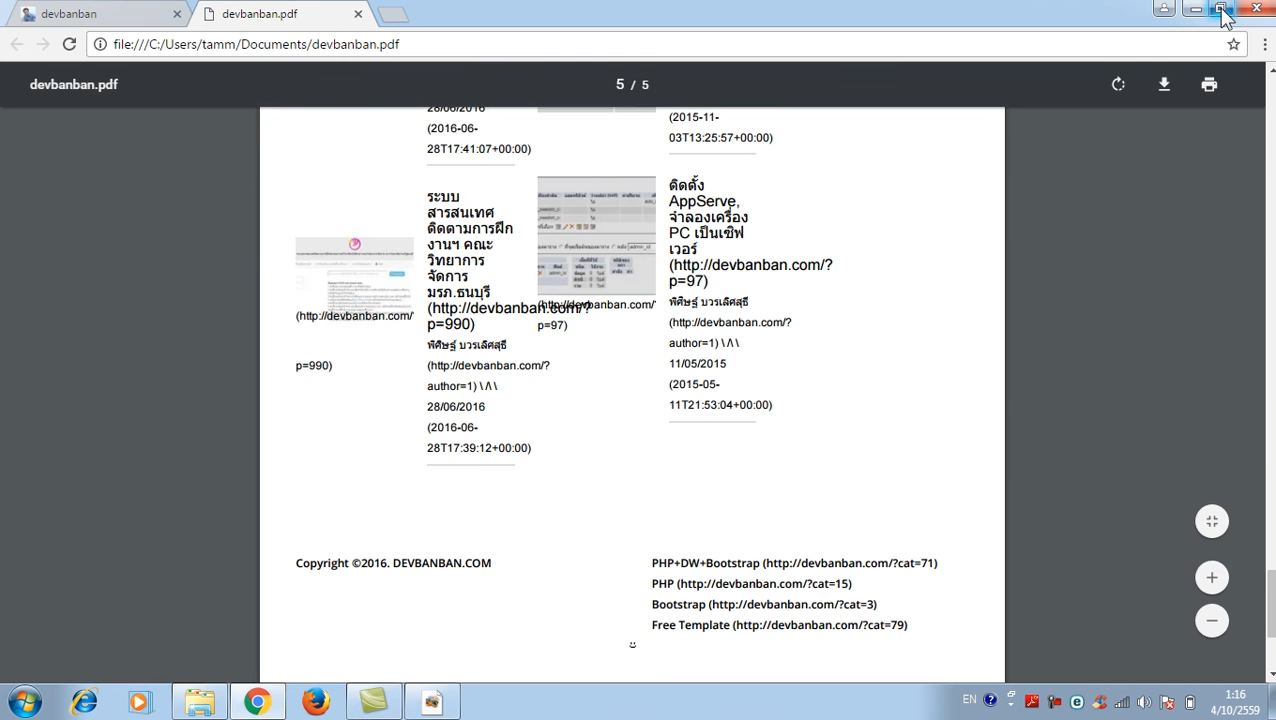 devbanban
devbanban.pdf
file:///C:/Users/tamm/Documents/devbanban.pdf
devbanban.pdf
5 / 5
28/06/2016
(2016-06-
28T17:41:07+00:00)
(2015-11-
03T13:25:57+00:00)
(http://devbanban.com/
p=990)
ระบบ
สารสนเทศ
ติดตามการฝึก
งานฯ คณะ
วิทยาการ
จัดการ
มรภ.ธนบุรี
(http://devbanban.com/?
p=990)
พิศิษฐ์ บวรเลิศสุธี
(http://devbanban.com/?
author=1) \ /\ \
28/06/2016
(2016-06-
28T17:39:12+00:00)
(http://devbanban.com/
p=97)
ติดตั้ง
AppServe,
จำลองเครื่อง
PC เป็นเซิฟ
เวอร์
(http://devbanban.com/?
p=97)
พิศิษฐ์ บวรเลิศสุธี
(http://devbanban.com/?
author=1) \ /\ \
11/05/2015
(2015-05-
11T21:53:04+00:00)
Copyright ©2016. DEVBANBAN.COM
PHP+DW+Bootstrap (http://devbanban.com/?cat=71)
PHP (http://devbanban.com/?cat=15)
Bootstrap (http://devbanban.com/?cat=3)
Free Template (http://devbanban.com/?cat=79)
EN
1:16
4/10/2559